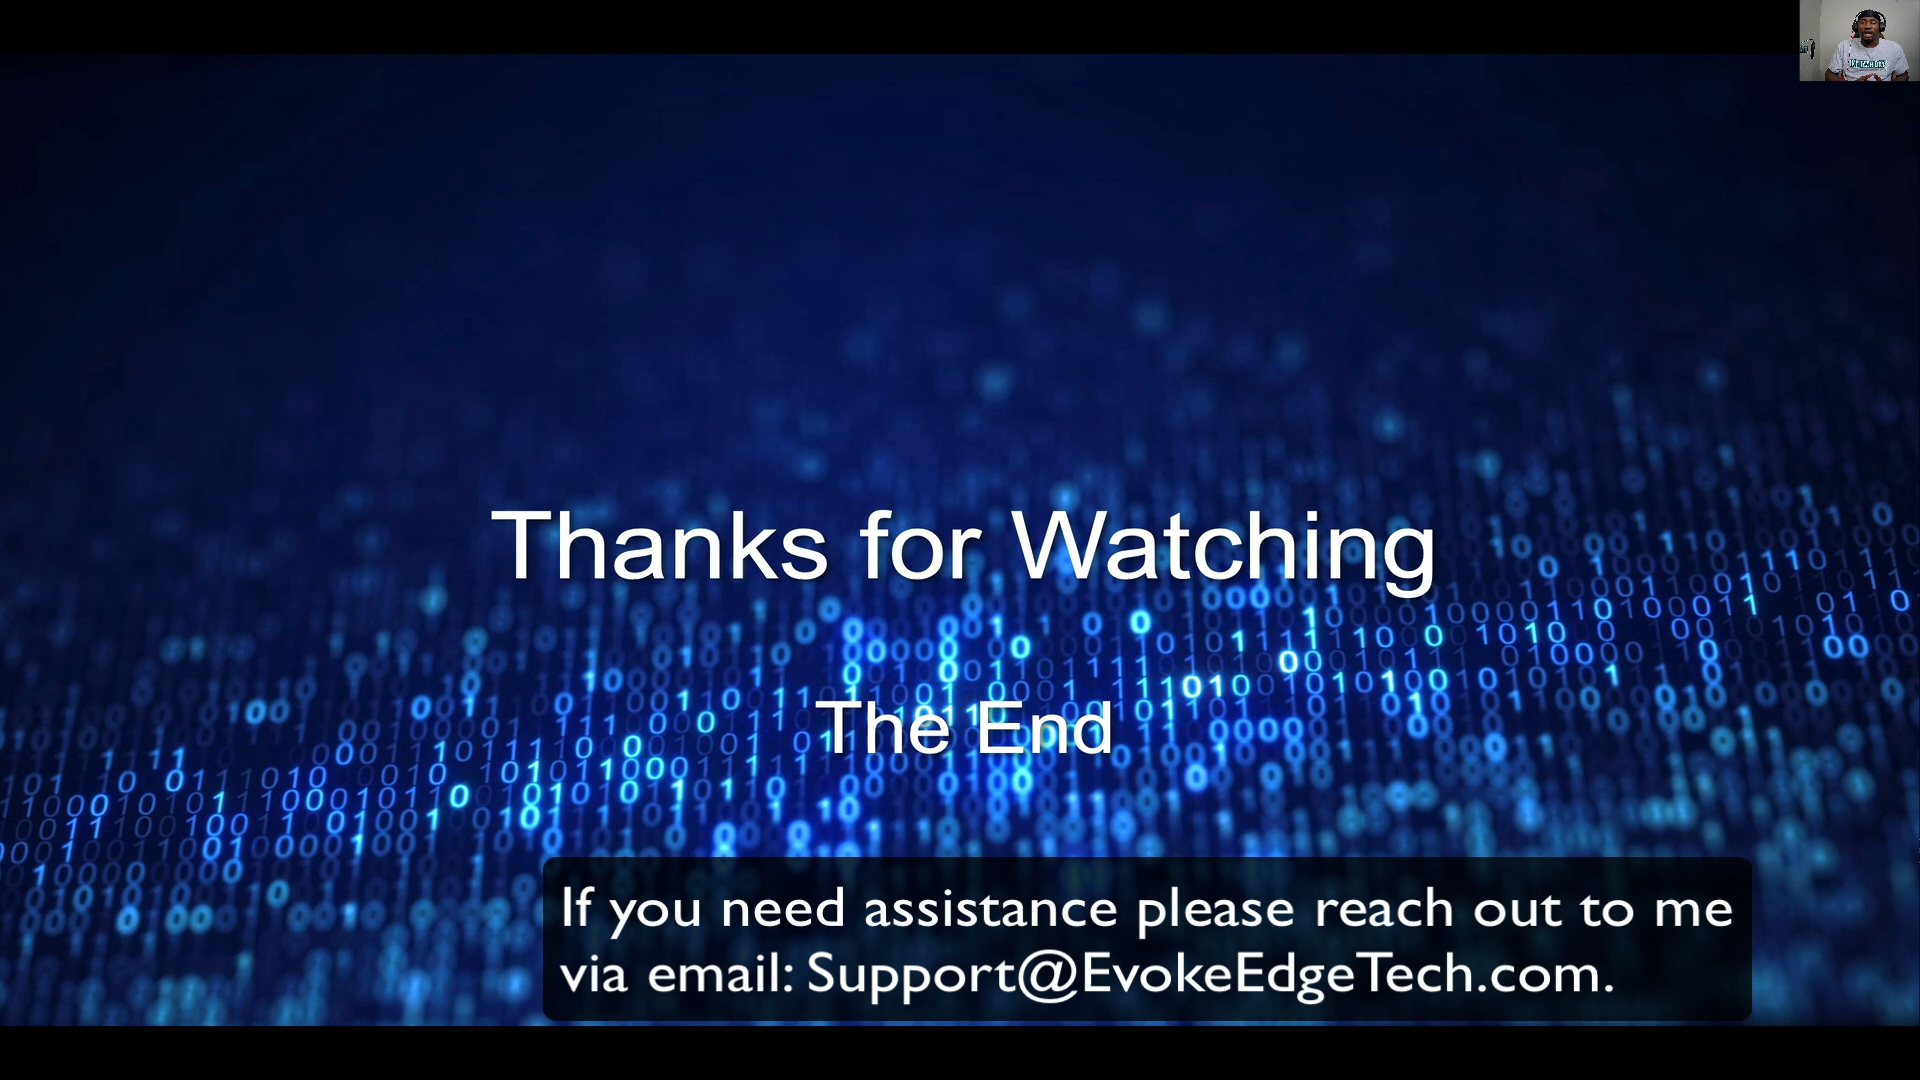 Thanks for Watching
The End
If you need assistance please reach out to me
via email: Support@EvokeEdgeTech.com.